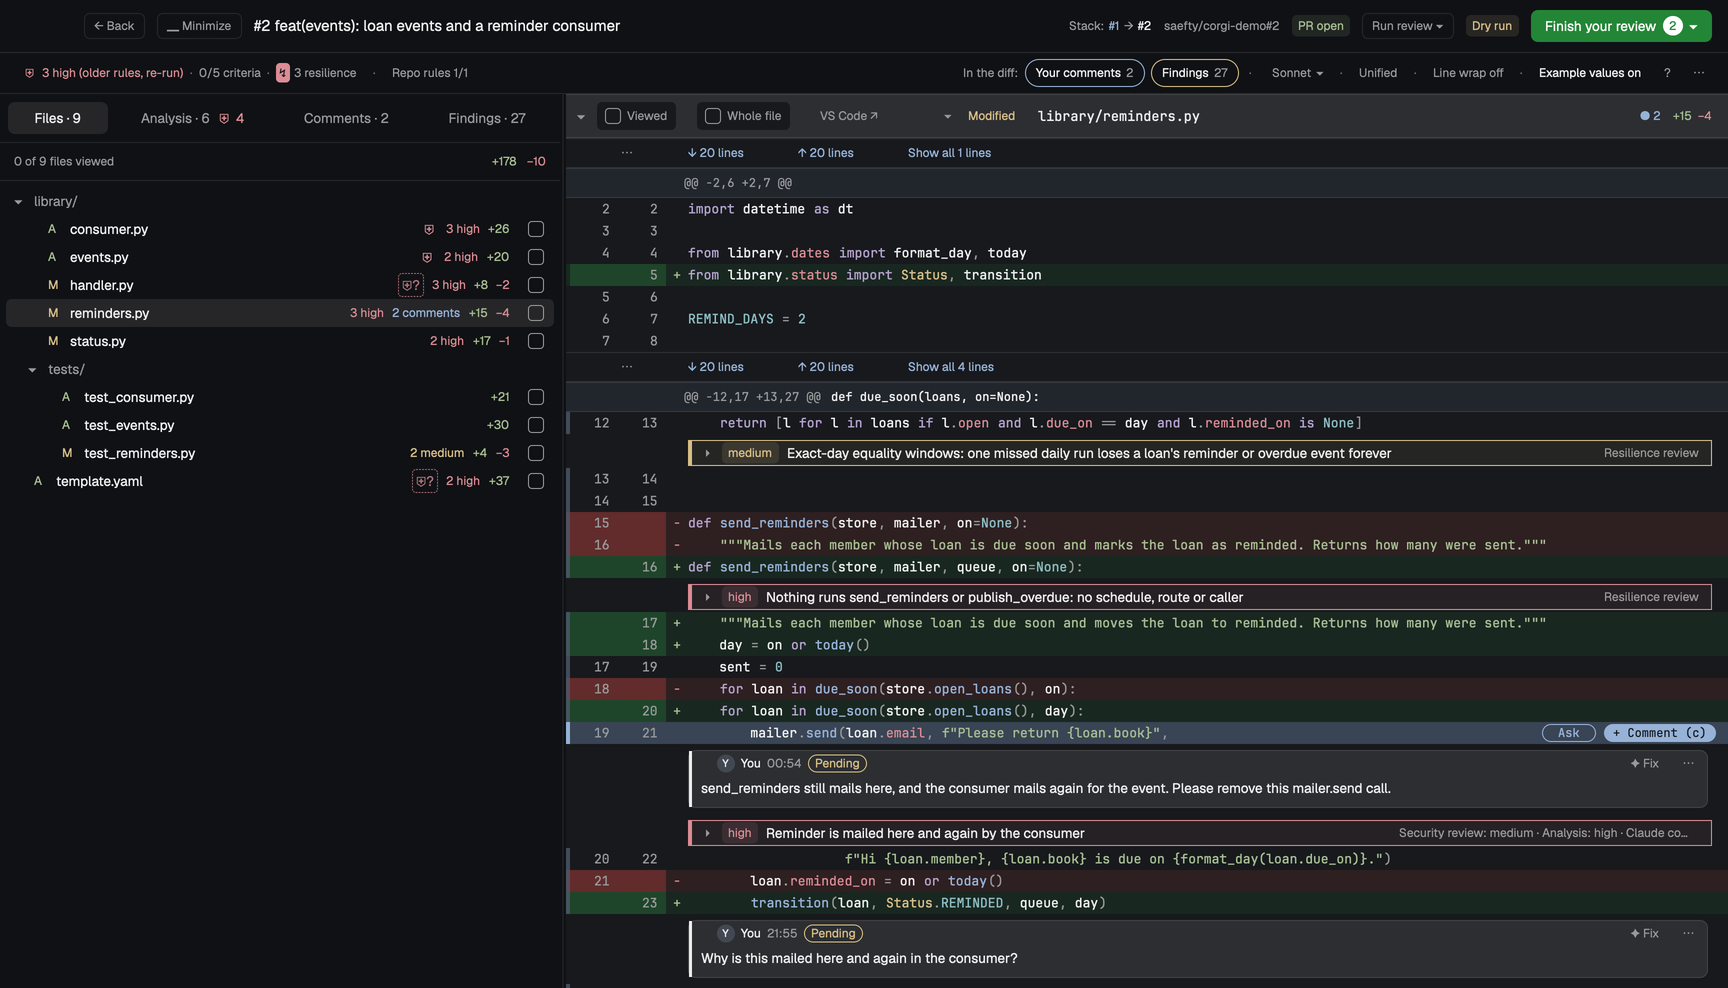 ← Back
__ Minimize
#2 feat(events): loan events and a reminder consumer
Stack: #1 → #2
saefty/corgi-demo#2
PR open
Run review
Dry run
Finish your review 2
3 high (older rules, re-run) · 0/5 criteria · 3 resilience · Repo rules 1/1
In the diff: Your comments 2 Findings 27 · Sonnet · Unified · Line wrap off · Example values on ? ···
Files · 9
Analysis · 6 4
Comments · 2
Findings · 27
0 of 9 files viewed +178 −10
library/
A consumer.py 3 high +26
A events.py 2 high +20
M handler.py ? 3 high +8 −2
M reminders.py 3 high 2 comments +15 −4
M status.py 2 high +17 −1
tests/
A test_consumer.py +21
A test_events.py +30
M test_reminders.py 2 medium +4 −3
A template.yaml ? 2 high +37
Viewed
Whole file
VS Code ↗
Modified library/reminders.py 2 +15 −4
··· ↓ 20 lines ↑ 20 lines Show all 1 lines
@@ -2,6 +2,7 @@
2 2 import datetime as dt
3 3
4 4 from library.dates import format_day, today
5 + from library.status import Status, transition
5 6
6 7 REMIND_DAYS = 2
7 8
··· ↓ 20 lines ↑ 20 lines Show all 4 lines
@@ -12,17 +13,27 @@ def due_soon(loans, on=None):
12 13 return [l for l in loans if l.open and l.due_on == day and l.reminded_on is None]
medium Exact-day equality windows: one missed daily run loses a loan's reminder or overdue event forever Resilience review
13 14
14 15
15 - def send_reminders(store, mailer, on=None):
16 - """Mails each member whose loan is due soon and marks the loan as reminded. Returns how many were sent."""
16 + def send_reminders(store, mailer, queue, on=None):
high Nothing runs send_reminders or publish_overdue: no schedule, route or caller Resilience review
17 + """Mails each member whose loan is due soon and moves the loan to reminded. Returns how many were sent."""
18 + day = on or today()
17 19 sent = 0
18 - for loan in due_soon(store.open_loans(), on):
20 + for loan in due_soon(store.open_loans(), day):
19 21 mailer.send(loan.email, f"Please return {loan.book}", Ask + Comment (c)
Y You 00:54 Pending Fix ···
send_reminders still mails here, and the consumer mails again for the event. Please remove this mailer.send call.
high Reminder is mailed here and again by the consumer Security review: medium · Analysis: high · Claude co...
20 22 f"Hi {loan.member}, {loan.book} is due on {format_day(loan.due_on)}.")
21 - loan.reminded_on = on or today()
23 + transition(loan, Status.REMINDED, queue, day)
Y You 21:55 Pending Fix ···
Why is this mailed here and again in the consumer?